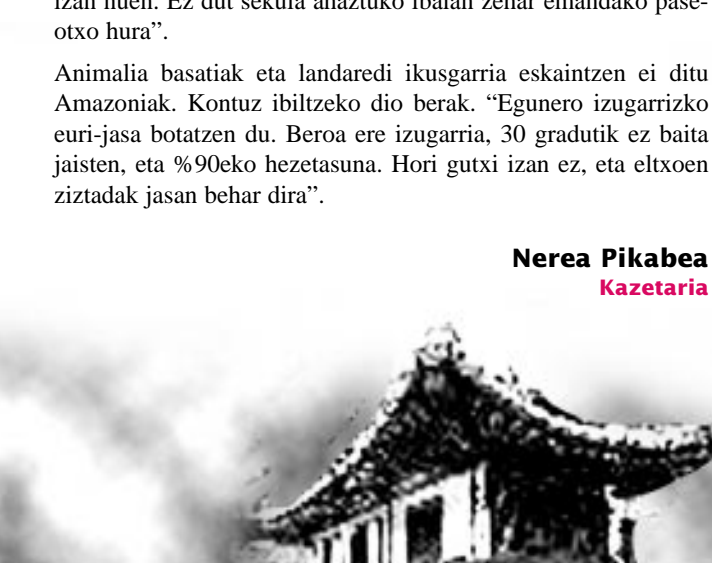 izan nuen. Ez dut sekula ahaztuko ibaian zehar emandako pase-
otxo hura”.
Animalia basatiak eta landaredi ikusgarria eskaintzen ei ditu
Amazoniak. Kontuz ibiltzeko dio berak. “Egunero izugarrizko
euri-jasa botatzen du. Beroa ere izugarria, 30 gradutik ez baita
jaisten, eta %90eko hezetasuna. Hori gutxi izan ez, eta eltxoen
ziztadak jasan behar dira”.
Nerea Pikabea
Kazetaria